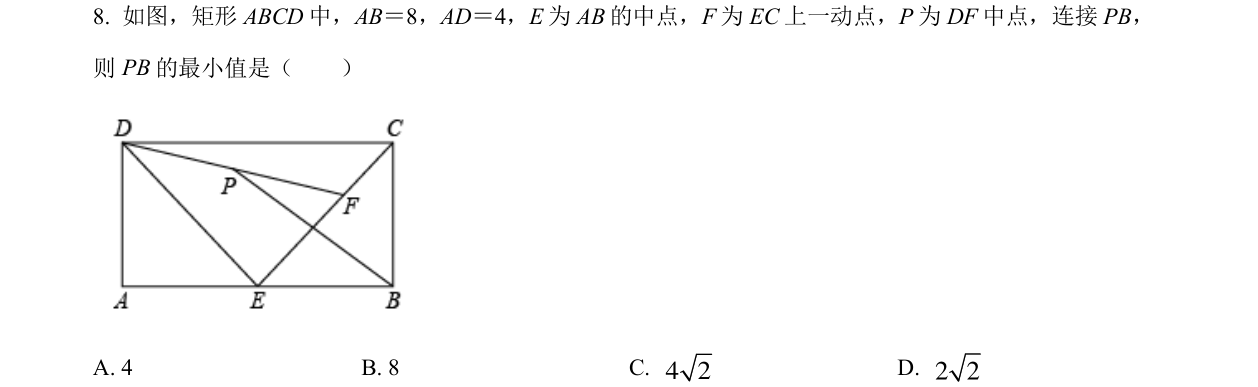 8. 如图，矩形 ABCD 中，AB＝8，AD＝4，E 为 AB 的中点，F 为 EC 上一动点，P 为 DF 中点，连接 PB，
则 PB 的最小值是（　　）
D C
P
F
A E B
A. 4 B. 8 C. 4√2 D. 2√2